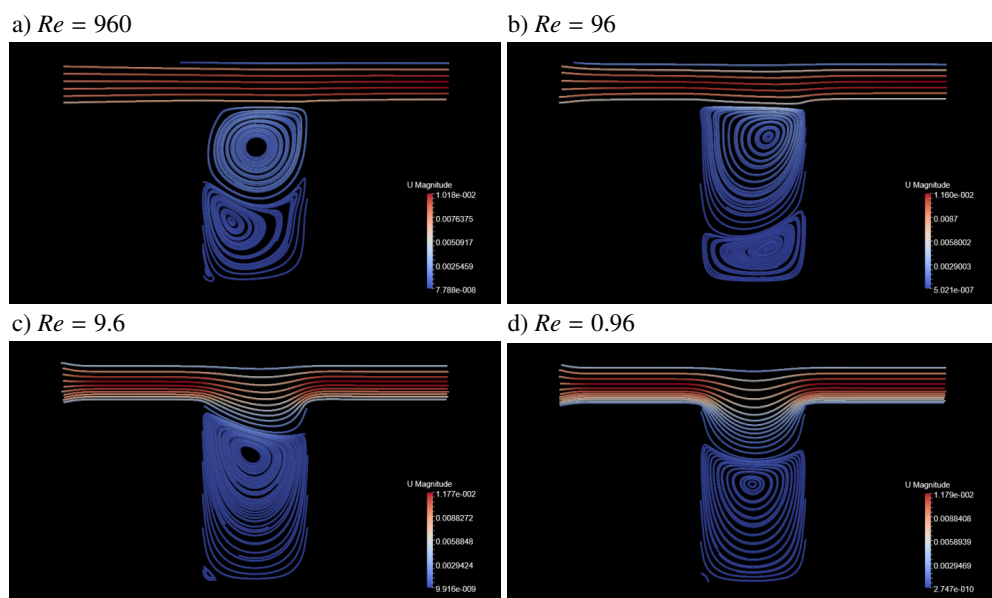 a) Re = 960
b) Re = 96
U Magnitude
1.018e-002
0.0076375
0.0050917
0.0025459
7.788e-008
U Magnitude
1.160e-002
0.0087
0.0058002
0.0029003
5.021e-007
c) Re = 9.6
d) Re = 0.96
U Magnitude
1.177e-002
0.0088272
0.0058848
0.0029424
9.916e-009
U Magnitude
1.179e-002
0.0088408
0.0058939
0.0029469
2.747e-010